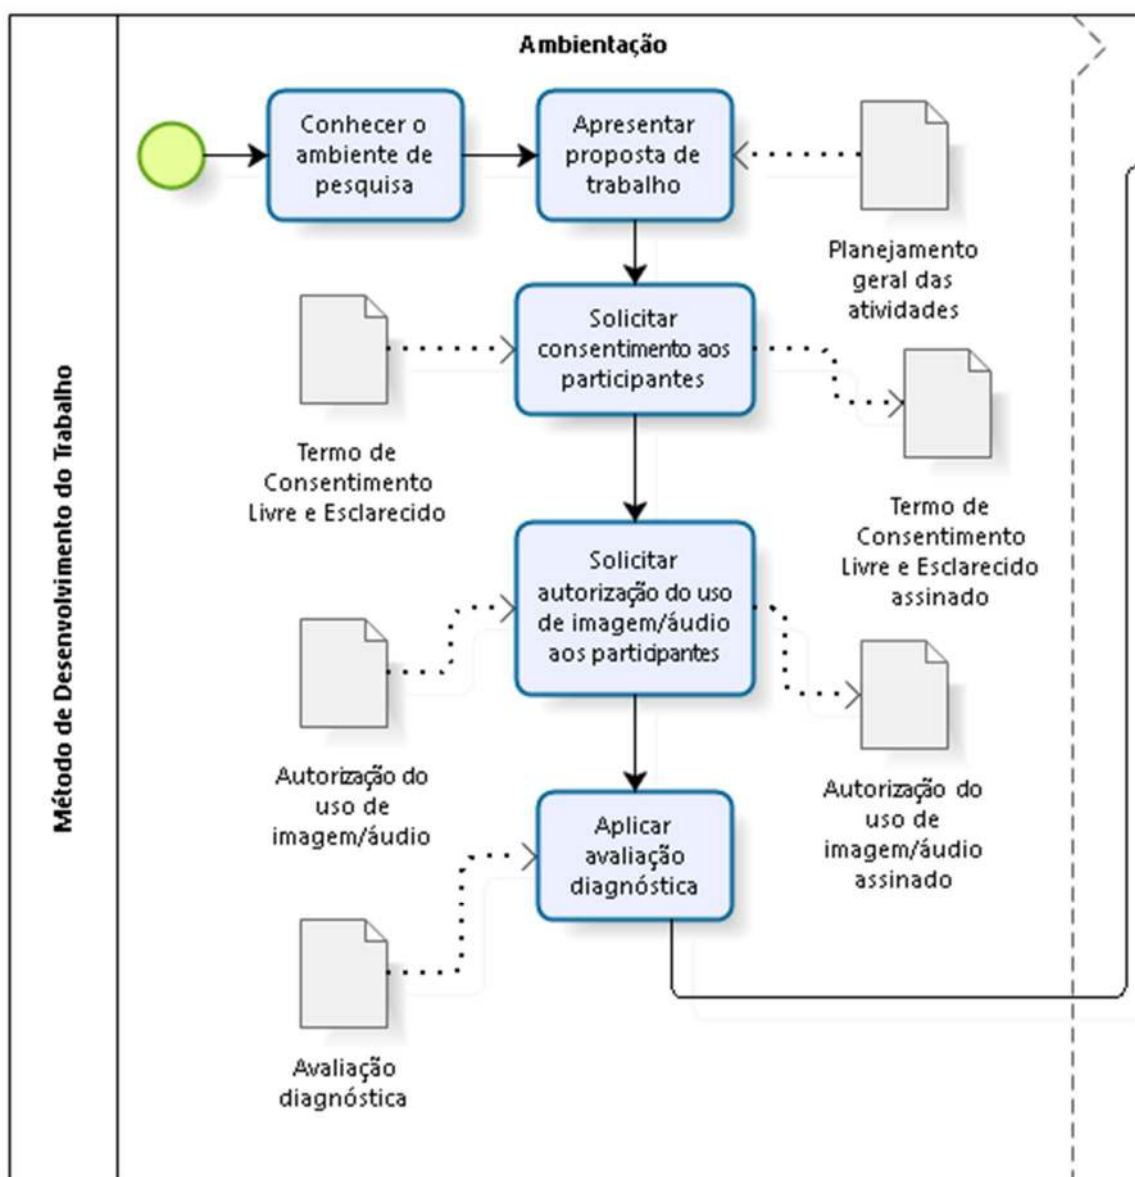 Ambientação
Método de Desenvolvimento do Trabalho
Conhecer o
ambiente de
pesquisa
Apresentar
proposta de
trabalho
Planejamento
geral das
atividades
Solicitar
consentimento aos
participantes
Termo de
Consentimento
Livre e Esclarecido
Termo de
Consentimento
Livre e Esclarecido
assinado
Solicitar
autorização do uso
de imagem/áudio
aos participantes
Autorização do
uso de
imagem/áudio
Autorização do
uso de
imagem/áudio
assinado
Aplicar
avaliação
diagnóstica
Avaliação
diagnóstica